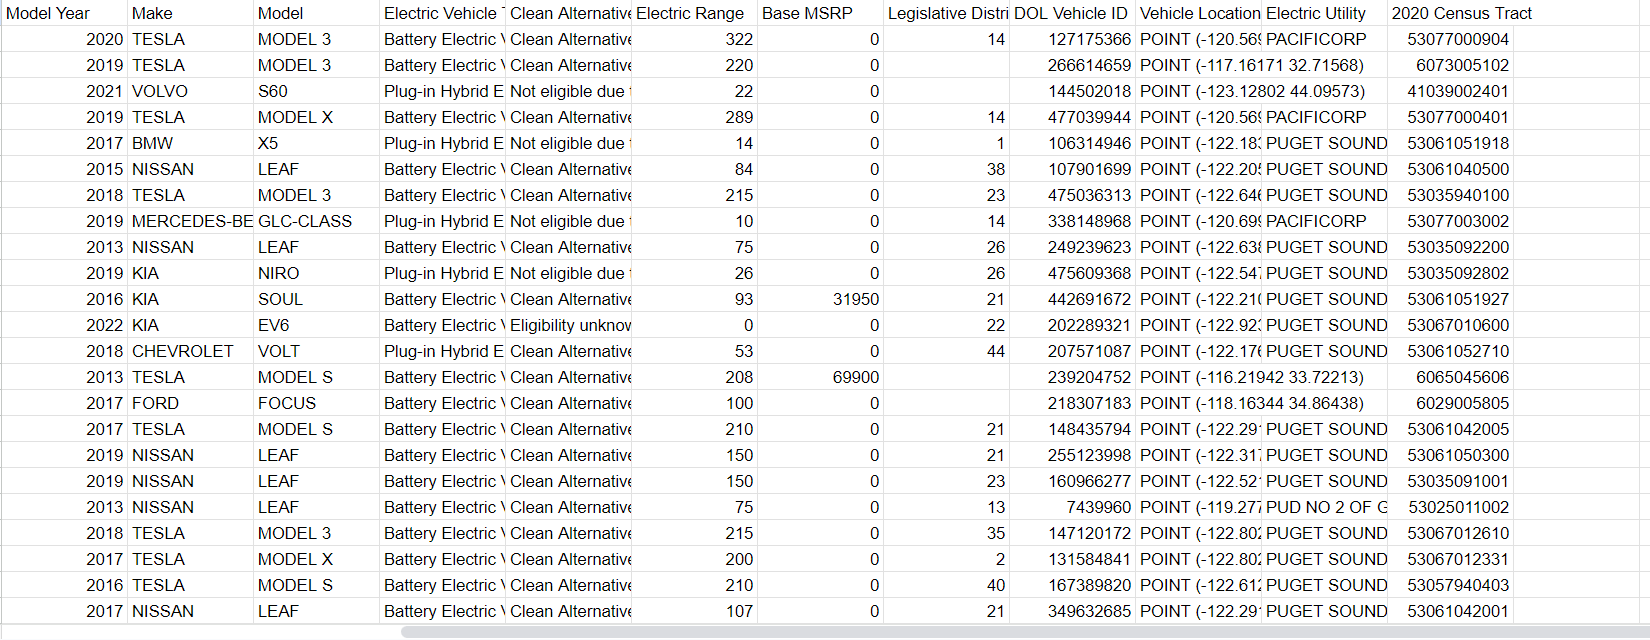 Model Year Make Model Electric Vehicle Clean Alternative Electric Range Base MSRP Legislative Distri DOL Vehicle ID Vehicle Location Electric Utility 2020 Census Tract
2020 TESLA MODEL 3 Battery Electric Clean Alternative 322 0 14 127175366 POINT (-120.569 PACIFICORP 53077000904
2019 TESLA MODEL 3 Battery Electric Clean Alternative 220 0 266614659 POINT (-117.16171 32.71568) 6073005102
2021 VOLVO S60 Plug-in Hybrid E Not eligible due 22 0 144502018 POINT (-123.12802 44.09573) 41039002401
2019 TESLA MODEL X Battery Electric Clean Alternative 289 0 14 477039944 POINT (-120.569 PACIFICORP 53077000401
2017 BMW X5 Plug-in Hybrid E Not eligible due 14 0 1 106314946 POINT (-122.183 PUGET SOUND 53061051918
2015 NISSAN LEAF Battery Electric Clean Alternative 84 0 38 107901699 POINT (-122.205 PUGET SOUND 53061040500
2018 TESLA MODEL 3 Battery Electric Clean Alternative 215 0 23 475036313 POINT (-122.646 PUGET SOUND 53035940100
2019 MERCEDES-BE GLC-CLASS Plug-in Hybrid E Not eligible due 10 0 14 338148968 POINT (-120.699 PACIFICORP 53077003002
2013 NISSAN LEAF Battery Electric Clean Alternative 75 0 26 249239623 POINT (-122.638 PUGET SOUND 53035092200
2019 KIA NIRO Plug-in Hybrid E Not eligible due 26 0 26 475609368 POINT (-122.547 PUGET SOUND 53035092802
2016 KIA SOUL Battery Electric Clean Alternative 93 31950 21 442691672 POINT (-122.210 PUGET SOUND 53061051927
2022 KIA EV6 Battery Electric Eligibility unknow 0 0 22 202289321 POINT (-122.923 PUGET SOUND 53067010600
2018 CHEVROLET VOLT Plug-in Hybrid E Clean Alternative 53 0 44 207571087 POINT (-122.176 PUGET SOUND 53061052710
2013 TESLA MODEL S Battery Electric Clean Alternative 208 69900 239204752 POINT (-116.21942 33.72213) 6065045606
2017 FORD FOCUS Battery Electric Clean Alternative 100 0 218307183 POINT (-118.16344 34.86438) 6029005805
2017 TESLA MODEL S Battery Electric Clean Alternative 210 0 21 148435794 POINT (-122.291 PUGET SOUND 53061042005
2019 NISSAN LEAF Battery Electric Clean Alternative 150 0 21 255123998 POINT (-122.317 PUGET SOUND 53061050300
2019 NISSAN LEAF Battery Electric Clean Alternative 150 0 23 160966277 POINT (-122.521 PUGET SOUND 53035091001
2013 NISSAN LEAF Battery Electric Clean Alternative 75 0 13 7439960 POINT (-119.277 PUD NO 2 OF G 53025011002
2018 TESLA MODEL 3 Battery Electric Clean Alternative 215 0 35 147120172 POINT (-122.802 PUGET SOUND 53067012610
2017 TESLA MODEL X Battery Electric Clean Alternative 200 0 2 131584841 POINT (-122.802 PUGET SOUND 53067012331
2016 TESLA MODEL S Battery Electric Clean Alternative 210 0 40 167389820 POINT (-122.612 PUGET SOUND 53057940403
2017 NISSAN LEAF Battery Electric Clean Alternative 107 0 21 349632685 POINT (-122.291 PUGET SOUND 53061042001